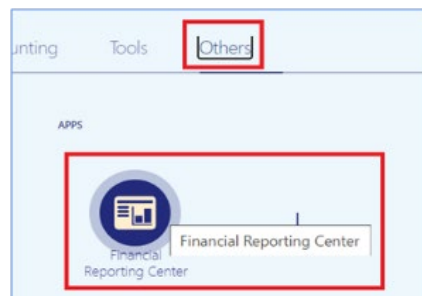 unting Tools Others
APPS
Financial Reporting Center
Financial
Reporting Center